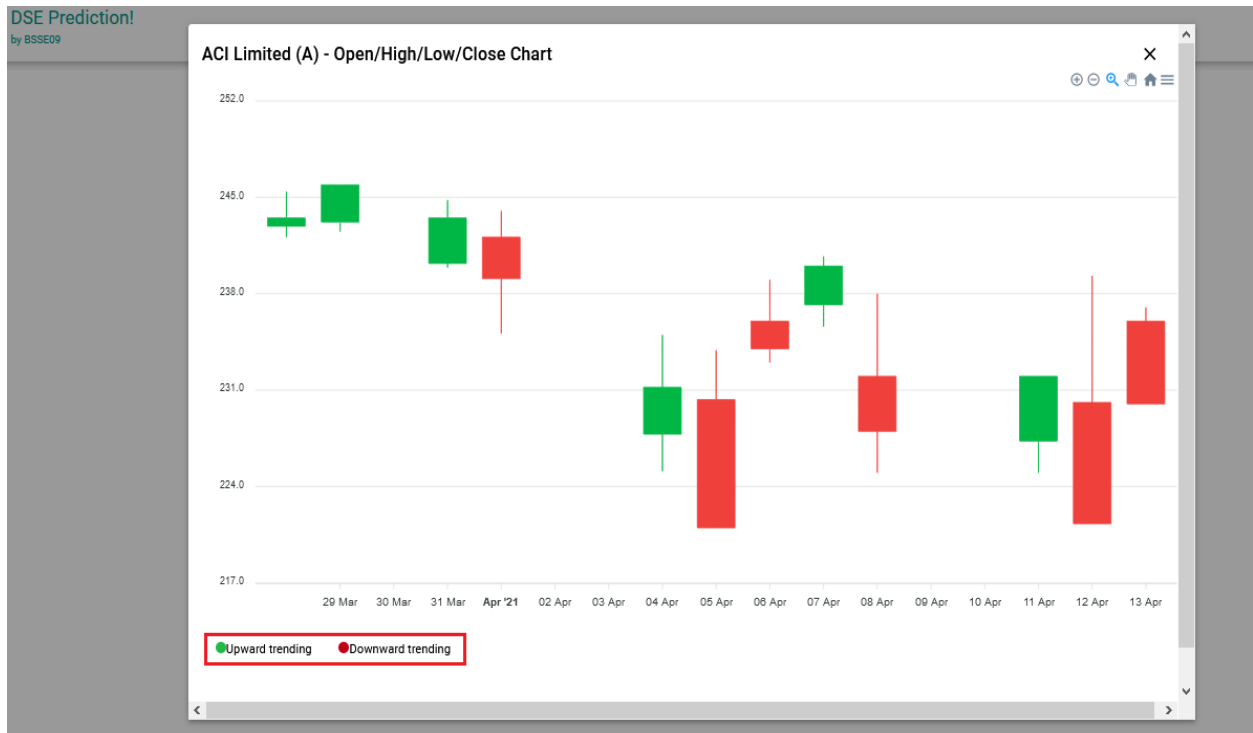 DSE Prediction!
by BSSE09
ACI Limited (A) - Open/High/Low/Close Chart
252.0
245.0
238.0
231.0
224.0
217.0
29 Mar 30 Mar 31 Mar Apr '21 02 Apr 03 Apr 04 Apr 05 Apr 06 Apr 07 Apr 08 Apr 09 Apr 10 Apr 11 Apr 12 Apr 13 Apr
Upward trending Downward trending